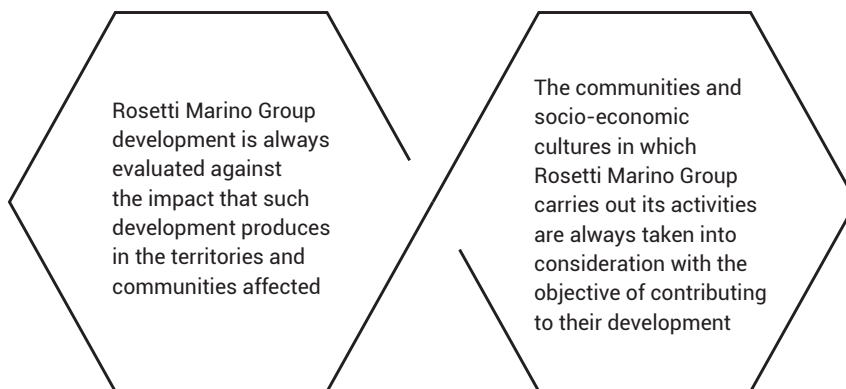 Rosetti Marino Group
development is always
evaluated against
the impact that such
development produces
in the territories and
communities affected
The communities and
socio-economic
cultures in which
Rosetti Marino Group
carries out its activities
are always taken into
consideration with the
objective of contributing
to their development